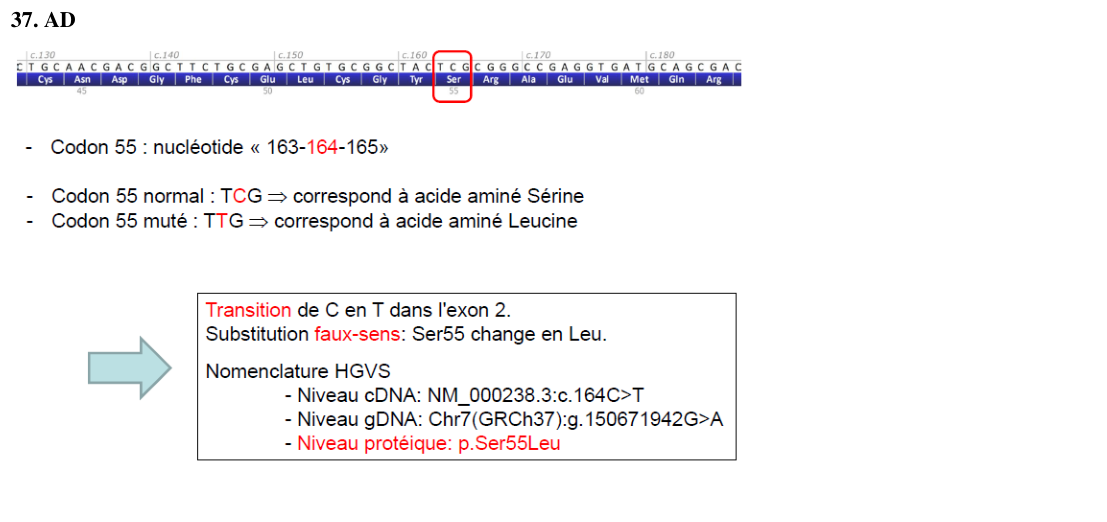 37. AD
c.130 c.140 c.150 c.160 c.170 c.180
C T G C A A C G A C G G C T T C T G C G A G C T G T G C G G C T A C T C G C G G G C C G A G G T G A T G C A G C G A C
Cys Asn Asp Gly Phe Cys Glu Leu Cys Gly Tyr Ser Arg Ala Glu Val Met Gln Arg
45 50 55 60
- Codon 55 : nucléotide « 163-164-165»
- Codon 55 normal : TCG ⇒ correspond à acide aminé Sérine
- Codon 55 muté : TTG ⇒ correspond à acide aminé Leucine
Transition de C en T dans l'exon 2.
Substitution faux-sens: Ser55 change en Leu.
Nomenclature HGVS
- Niveau cDNA: NM_000238.3:c.164C>T
- Niveau gDNA: Chr7(GRCh37):g.150671942G>A
- Niveau protéique: p.Ser55Leu